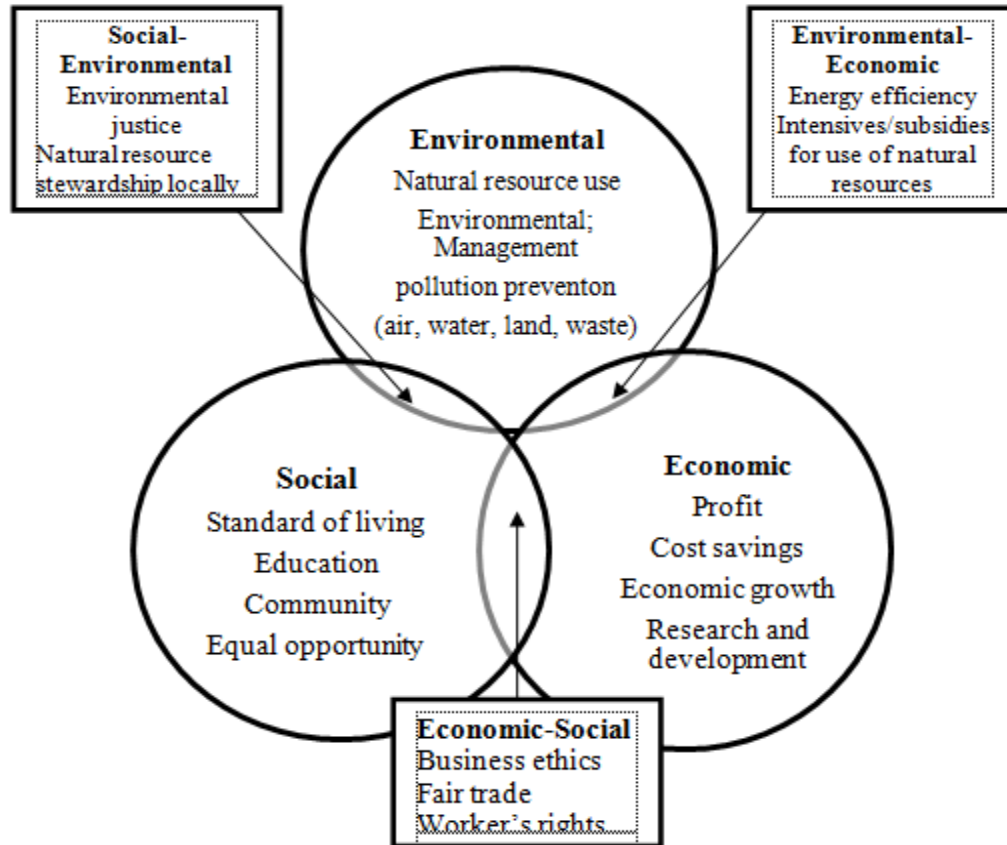 Social-
Environmental
Environmental
justice
Natural resource
stewardship locally
Environmental-
Economic
Energy efficiency
Intensives/subsidies
for use of natural
resources
Environmental
Natural resource use
Environmental;
Management
pollution preventon
(air, water, land, waste)
Social
Standard of living
Education
Community
Equal opportunity
Economic
Profit
Cost savings
Economic growth
Research and
development
Economic-Social
Business ethics
Fair trade
Worker's rights